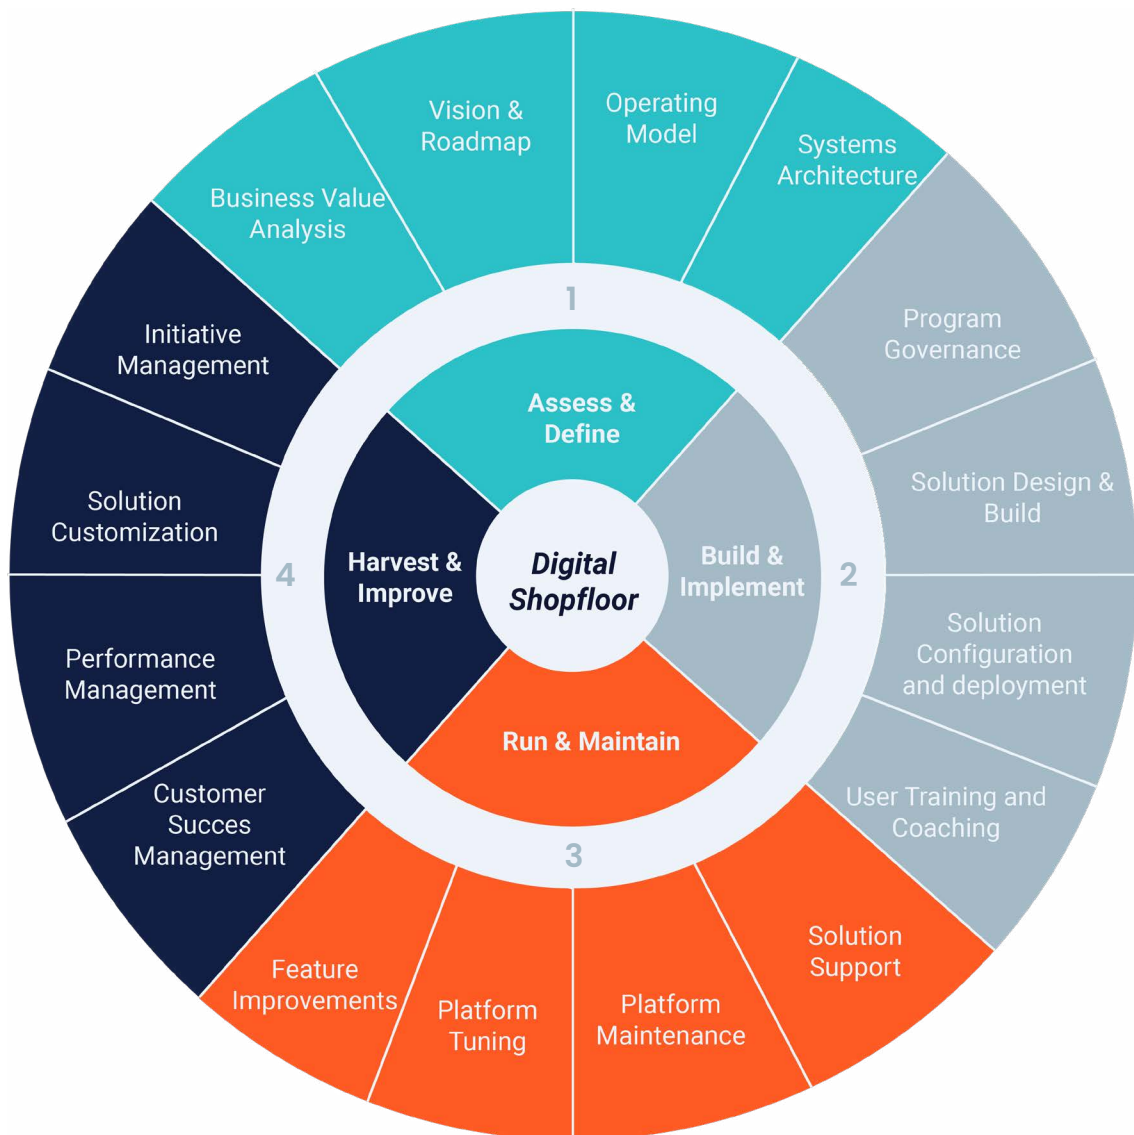 Vision &
Roadmap
Operating
Model
Systems
Architecture
Business Value
Analysis
Program
Governance
Solution Design &
Build
Solution
Configuration
and deployment
User Training and
Coaching
Solution
Support
Platform
Maintenance
Platform
Tuning
Feature
Improvements
Customer
Succes
Management
Performance
Management
Solution
Customization
Initiative
Management
1
2
3
4
Assess &
Define
Build &
Implement
Run & Maintain
Harvest &
Improve
Digital
Shopfloor